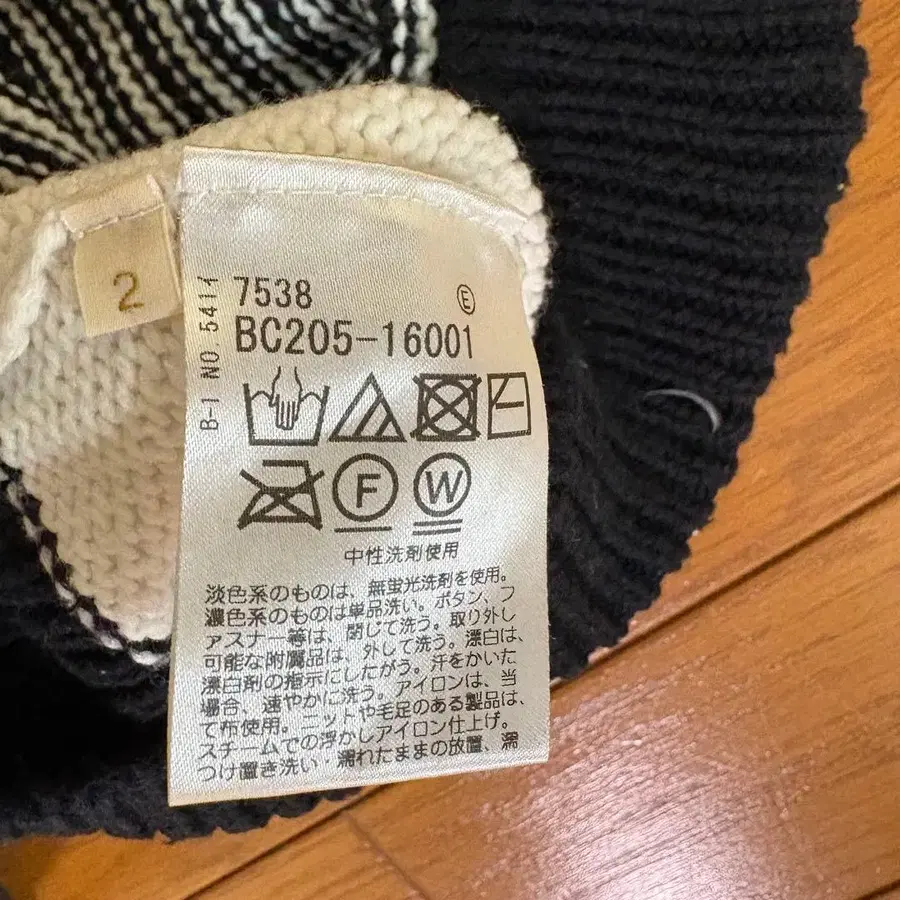 2
B-1 NO.541イ
7538
Ⓔ
BC205-16001
F
W
中性洗剤使用
淡色系のものは、無蛍光洗剤を使用。
濃色系のものは単品洗い。ボタン、フ
ァスナー等は、閉じて洗う。取り外し
可能な附属品は、外して洗う。漂白は、
漂白剤の指示にしたがう。汗をかいた
場合、速やかに洗う。アイロンは、当
て布使用。ニットや毛足のある製品は、
スチームでの浮かしアイロン仕上げ。
つけ置き洗い・濡れたままの放置、濡